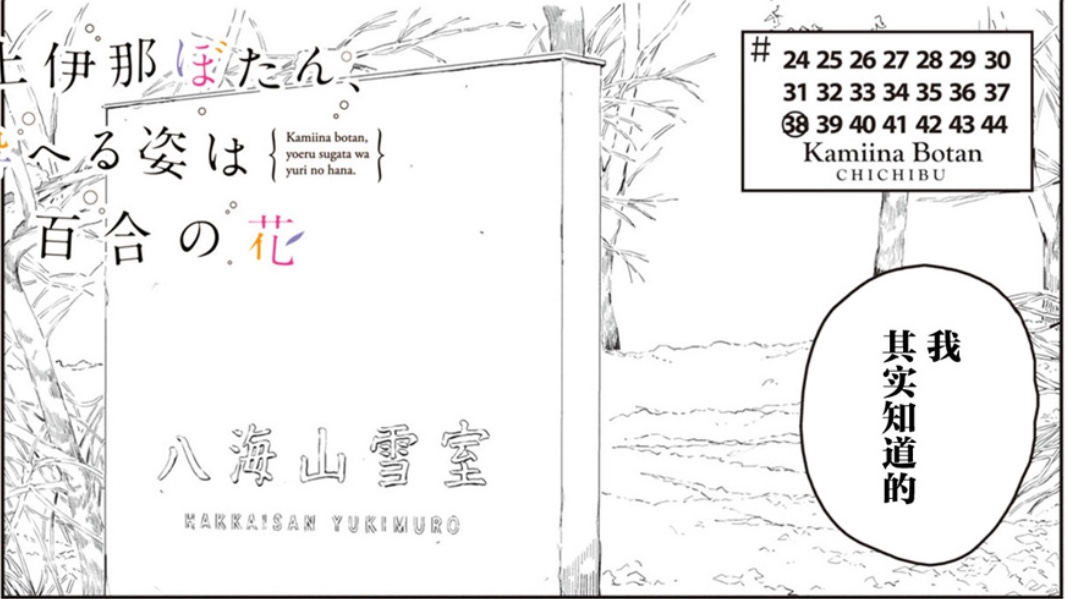 上伊那ぼたん、
酔へる姿は
{Kamiina botan,
yoeru sugata wa
yuri no hana.}
百合の花
# 24 25 26 27 28 29 30
31 32 33 34 35 36 37
38 39 40 41 42 43 44
Kamiina Botan
CHICHIBU
我
其实知道的
八海山雪室
HAKKAISAN YUKIMURO